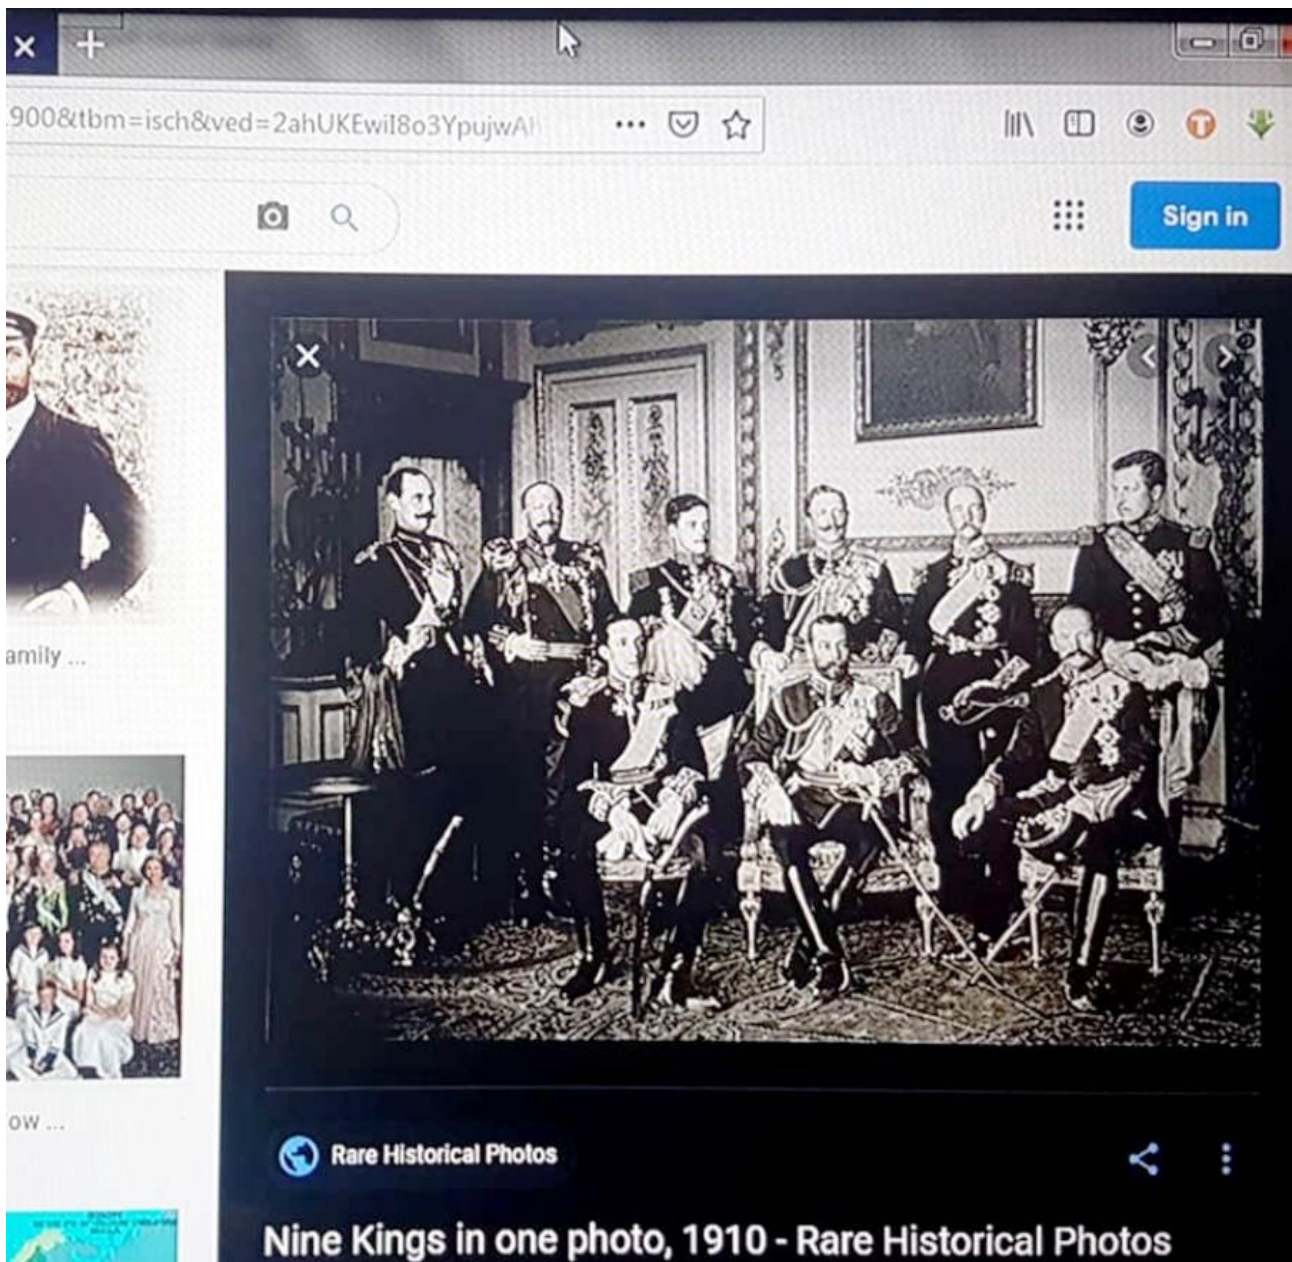 900&tbm=isch&ved=2ahUKEwiI8o3YpujwAh
Sign in
amily ...
ow ...
Rare Historical Photos
Nine Kings in one photo, 1910 - Rare Historical Photos